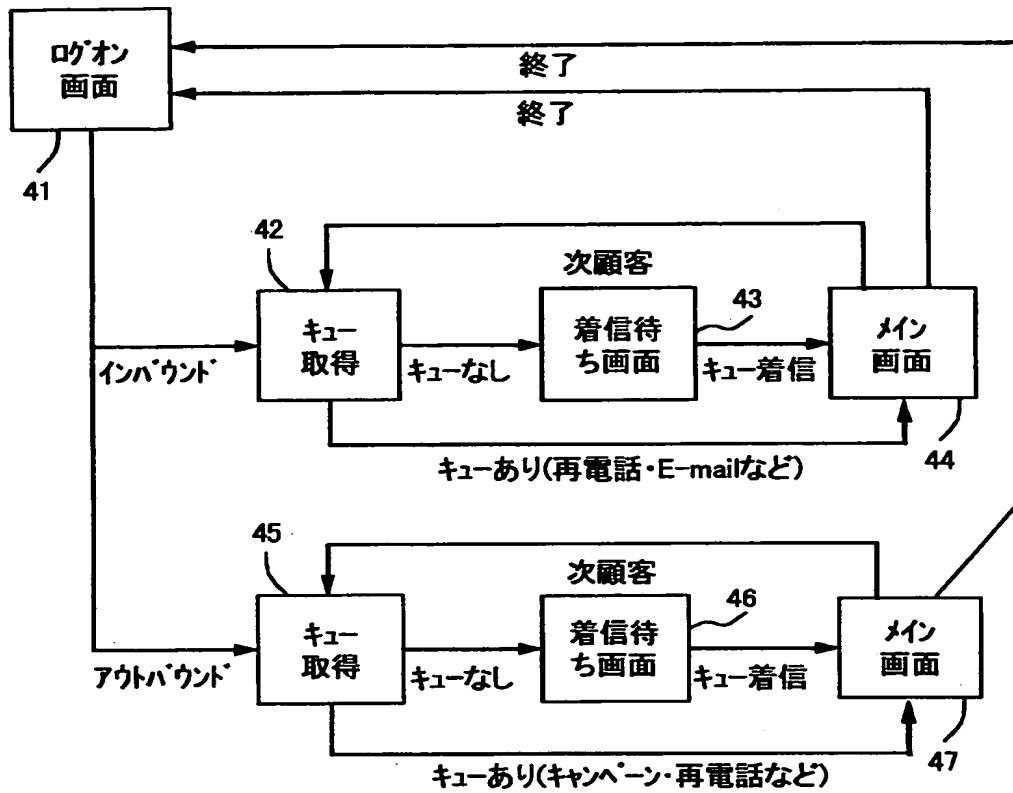 ﾛｸﾞｵﾝ
画面
41
終了
終了
42
次顧客
43
キュー
取得
着信待
ち画面
ﾒｲﾝ
画面
ｲﾝﾊﾞｳﾝﾄﾞ
キューなし
キュー着信
44
キューあり(再電話・E-mailなど)
45
次顧客
46
キュー
取得
着信待
ち画面
ﾒｲﾝ
画面
ｱｳﾄﾊﾞｳﾝﾄﾞ
キューなし
キュー着信
47
キューあり(ｷｬﾝﾍﾟｰﾝ・再電話など)